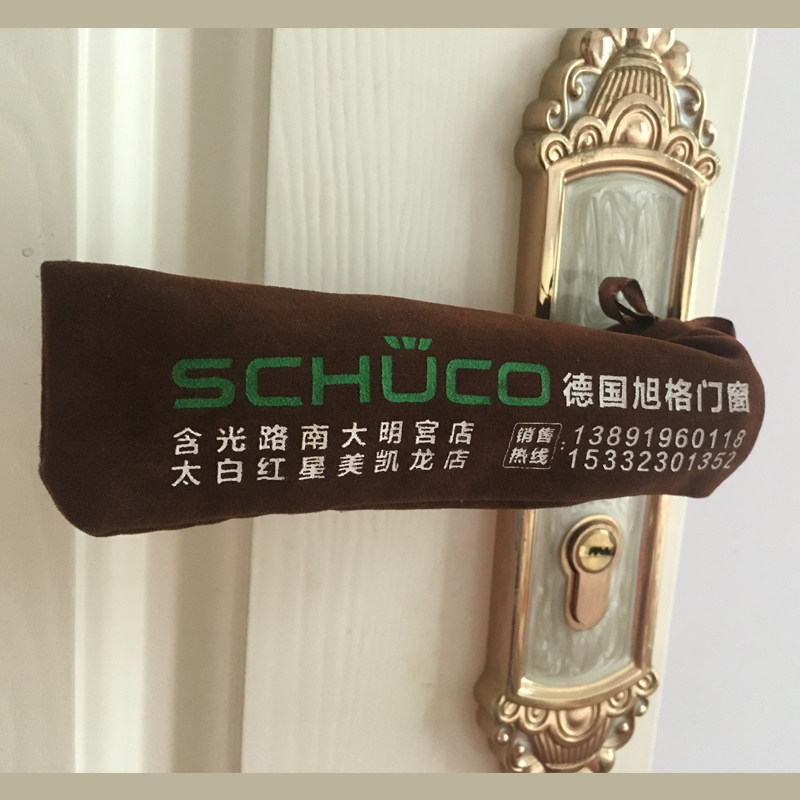 SCHÜCO 德国旭格门窗
含光路南大明宫店
太白红星美凯龙店
销售热线: 13891960118
15332301352